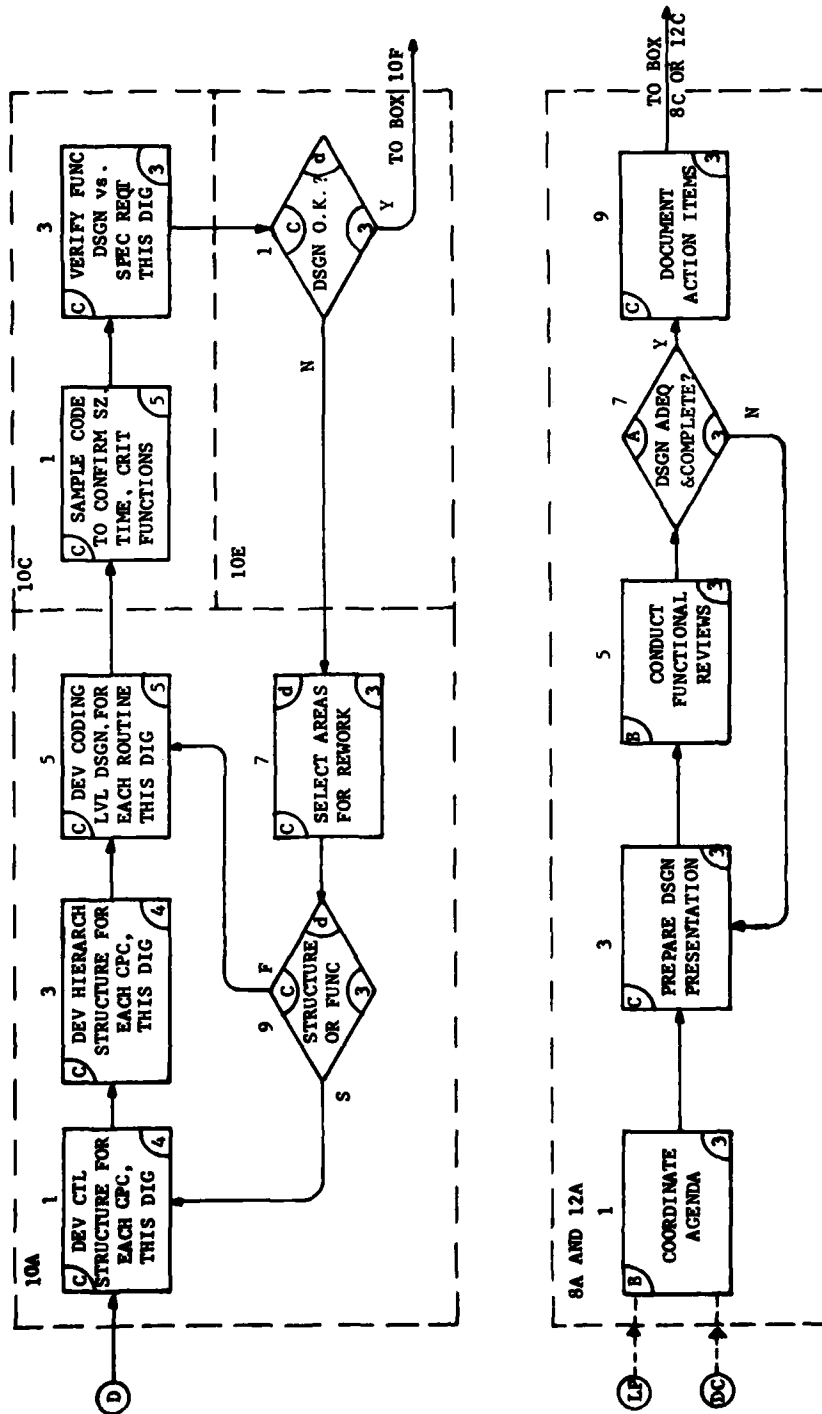 D
10A
1
C DEV CTL
STRUCTURE FOR
EACH CPC,
THIS DIG
4
3
C DEV HIERARCH
STRUCTURE FOR
EACH CPC,
THIS DIG
4
5
C DEV CODING
LVL DSGN, FOR
EACH ROUTINE
THIS DIG
5
10C
1
C SAMPLE CODE
TO CONFIRM SZ,
TIME, CRIT
FUNCTIONS
5
3
C VERIFY FUNC
DSGN vs.
SPEC REQT
THIS DIG
3
10E
1
C
DSGN O.K.?
d
3
N
Y
TO BOX 10F
7
C
d
SELECT AREAS
FOR REWORK
3
9
F
C
STRUCTURE
OR FUNC
d
3
S
8A AND 12A
LF
DC
1
B
COORDINATE
AGENDA
3
3
C
PREPARE DSGN
PRESENTATION
3
5
B
CONDUCT
FUNCTIONAL
REVIEWS
3
7
A
DSGN ADEQ
&COMPLETE?
3
Y
N
9
C
DOCUMENT
ACTION ITEMS
3
TO BOX
8C OR 12C